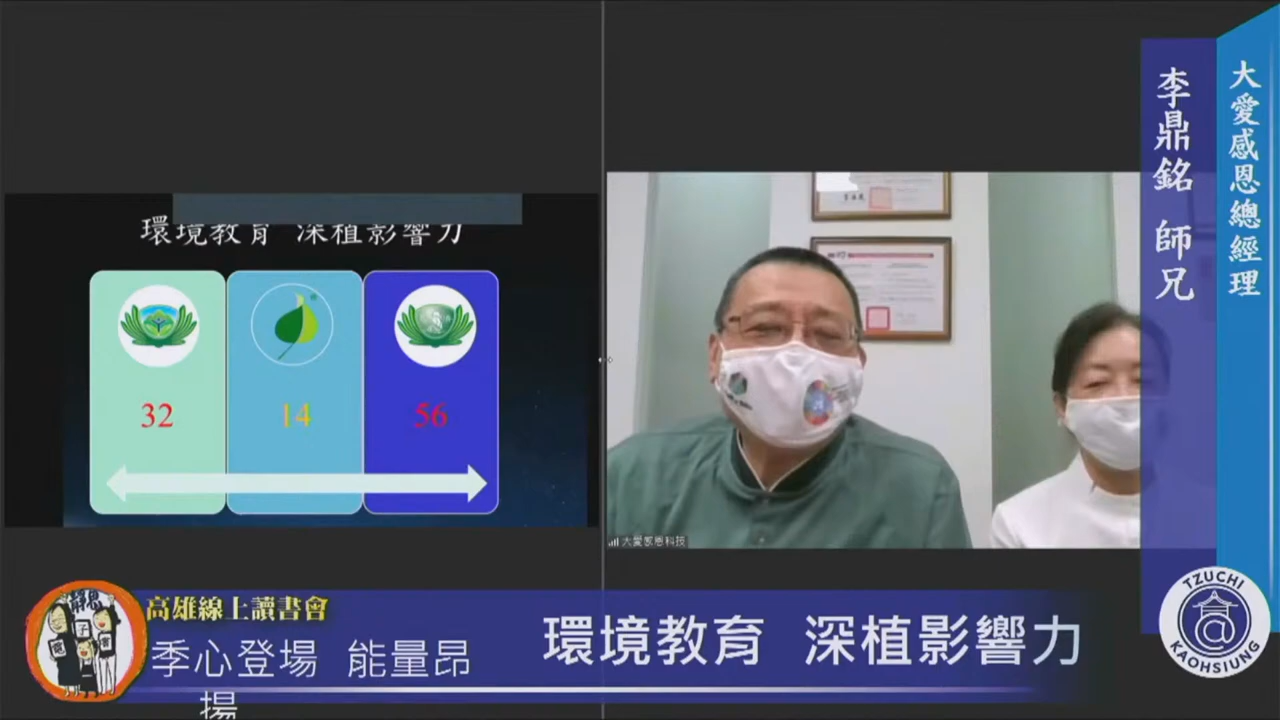 大愛感恩總經理
李鼎銘 師兄
環境教育 深植影響力
32
14
56
大愛感恩科技
高雄線上讀書會
季心登場 能量昂
揚
環境教育 深植影響力
TZUCHI
@
KAOHSIUNG